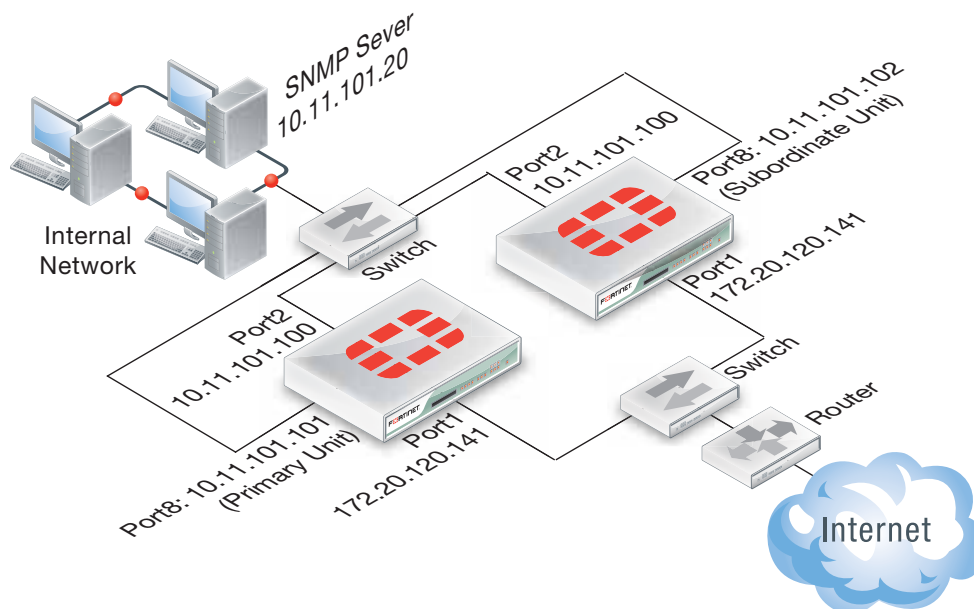 SNMP Sever
10.11.101.20
Internal
Network
Switch
Port2
10.11.101.100
Port8: 10.11.101.102
(Subordinate Unit)
FORTINET
Port1
172.20.120.141
Port2
10.11.101.100
FORTINET
Port8: 10.11.101.101
(Primary Unit)
Port1
172.20.120.141
Switch
Router
Internet